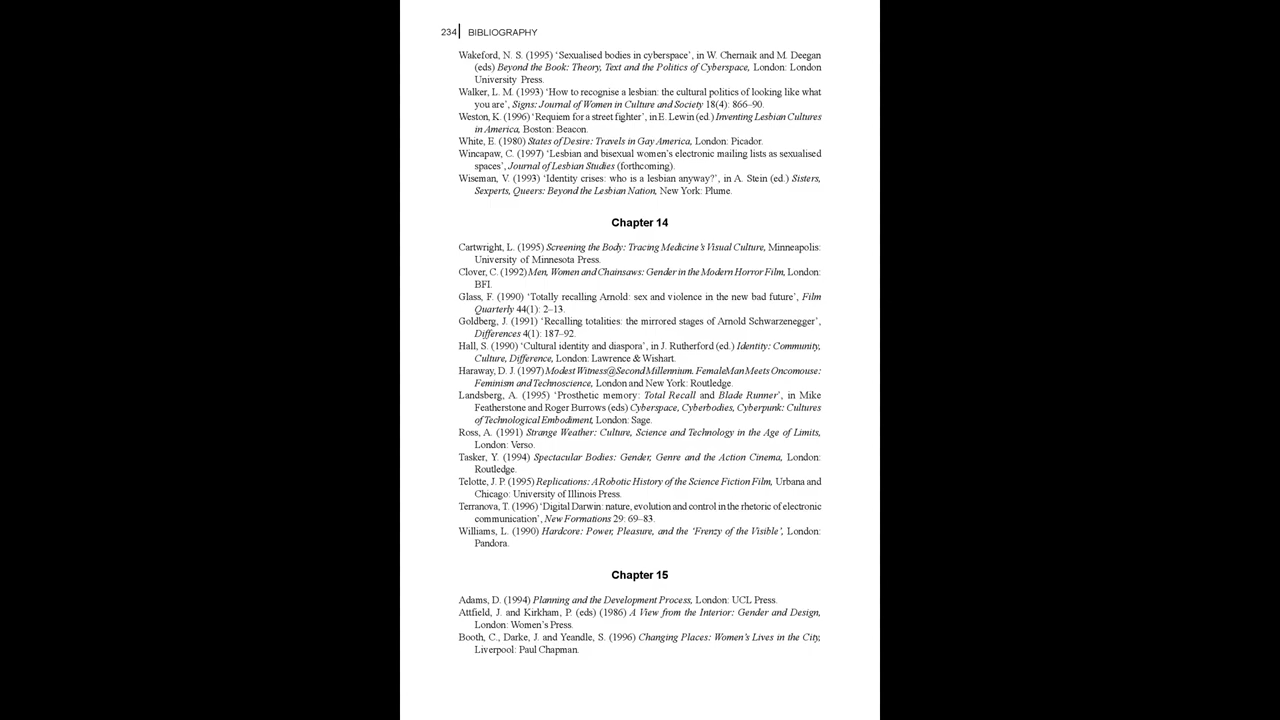 234 BIBLIOGRAPHY
Wakeford, N. S. (1995) ‘Sexualised bodies in cyberspace’, in W. Chernaik and M. Deegan
(eds) Beyond the Book: Theory, Text and the Politics of Cyberspace, London: London
University Press.
Walker, L. M. (1993) ‘How to recognise a lesbian: the cultural politics of looking like what
you are’, Signs: Journal of Women in Culture and Society 18(4): 866–90.
Weston, K. (1996) ‘Requiem for a street fighter’, in E. Lewin (ed.) Inventing Lesbian Cultures
in America, Boston: Beacon.
White, E. (1980) States of Desire: Travels in Gay America, London: Picador.
Wincapaw, C. (1997) ‘Lesbian and bisexual women’s electronic mailing lists as sexualised
spaces’, Journal of Lesbian Studies (forthcoming).
Wiseman, V. (1993) ‘Identity crises: who is a lesbian anyway?’, in A. Stein (ed.) Sisters,
Sexperts, Queers: Beyond the Lesbian Nation, New York: Plume.
Chapter 14
Cartwright, L. (1995) Screening the Body: Tracing Medicine’s Visual Culture, Minneapolis:
University of Minnesota Press.
Clover, C. (1992) Men, Women and Chainsaws: Gender in the Modern Horror Film, London:
BFI.
Glass, F. (1990) ‘Totally recalling Arnold: sex and violence in the new bad future’, Film
Quarterly 44(1): 2–13.
Goldberg, J. (1991) ‘Recalling totalities: the mirrored stages of Arnold Schwarzenegger’,
Differences 4(1): 187–92.
Hall, S. (1990) ‘Cultural identity and diaspora’, in J. Rutherford (ed.) Identity: Community,
Culture, Difference, London: Lawrence & Wishart.
Haraway, D. J. (1997) Modest Witness@Second Millennium. FemaleMan Meets Oncomouse:
Feminism and Technoscience, London and New York: Routledge.
Landsberg, A. (1995) ‘Prosthetic memory: Total Recall and Blade Runner’, in Mike
Featherstone and Roger Burrows (eds) Cyberspace, Cyberbodies, Cyberpunk: Cultures
of Technological Embodiment, London: Sage.
Ross, A. (1991) Strange Weather: Culture, Science and Technology in the Age of Limits,
London: Verso.
Tasker, Y. (1994) Spectacular Bodies: Gender, Genre and the Action Cinema, London:
Routledge.
Telotte, J. P. (1995) Replications: A Robotic History of the Science Fiction Film, Urbana and
Chicago: University of Illinois Press.
Terranova, T. (1996) ‘Digital Darwin: nature, evolution and control in the rhetoric of electronic
communication’, New Formations 29: 69–83.
Williams, L. (1990) Hardcore: Power, Pleasure, and the ‘Frenzy of the Visible’, London:
Pandora.
Chapter 15
Adams, D. (1994) Planning and the Development Process, London: UCL Press.
Attfield, J. and Kirkham, P. (eds) (1986) A View from the Interior: Gender and Design,
London: Women’s Press.
Booth, C., Darke, J. and Yeandle, S. (1996) Changing Places: Women’s Lives in the City,
Liverpool: Paul Chapman.